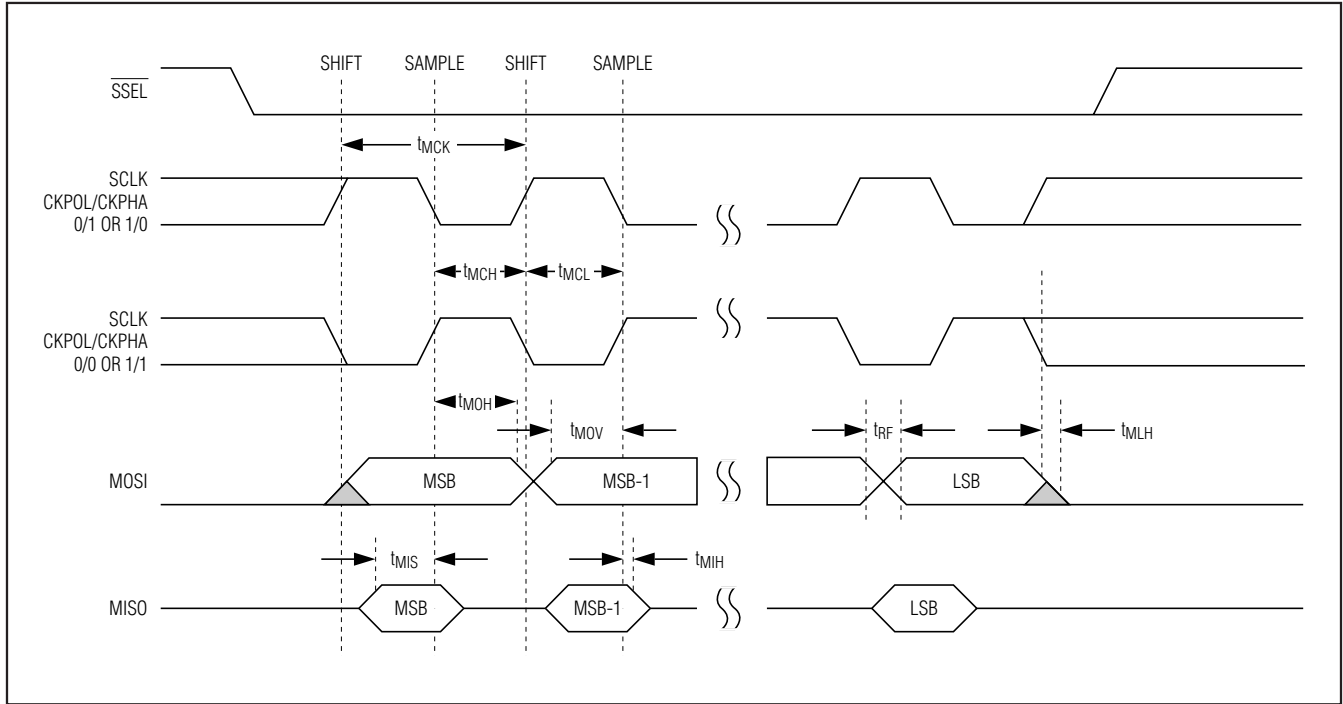 SHIFT SAMPLE SHIFT SAMPLE
SSEL
tMCK
SCLK
CKPOL/CKPHA
0/1 OR 1/0
tMCH tMCL
SCLK
CKPOL/CKPHA
0/0 OR 1/1
tMOH
tMOV tRF tMLH
MOSI MSB MSB-1 LSB
tMIS tMIH
MISO MSB MSB-1 LSB